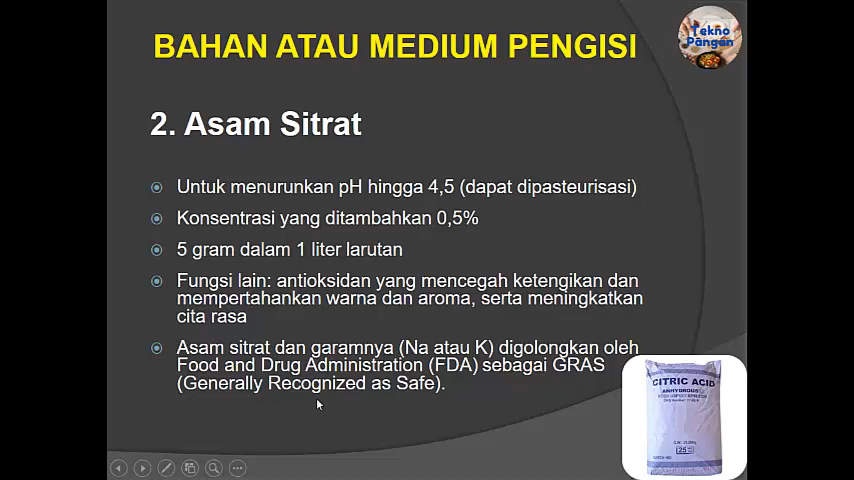 BAHAN ATAU MEDIUM PENGISI
Tekno
Pangan
2. Asam Sitrat
Untuk menurunkan pH hingga 4,5 (dapat dipasteurisasi)
Konsentrasi yang ditambahkan 0,5%
5 gram dalam 1 liter larutan
Fungsi lain: antioksidan yang mencegah ketengikan dan
mempertahankan warna dan aroma, serta meningkatkan
cita rasa
Asam sitrat dan garamnya (Na atau K) digolongkan oleh
Food and Drug Administration (FDA) sebagai GRAS
(Generally Recognized as Safe).
CITRIC ACID
ANHYDROUS
25